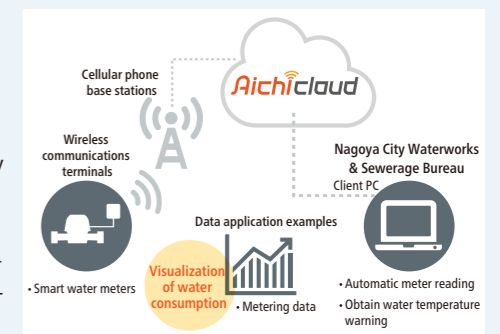 Aichicloud
Cellular phone
base stations
Wireless
communications
terminals
Nagoya City Waterworks
& Sewerage Bureau
Client PC
Data application examples
Visualization
of water
consumption
• Smart water meters
• Metering data
• Automatic meter reading
• Obtain water temperature
warning